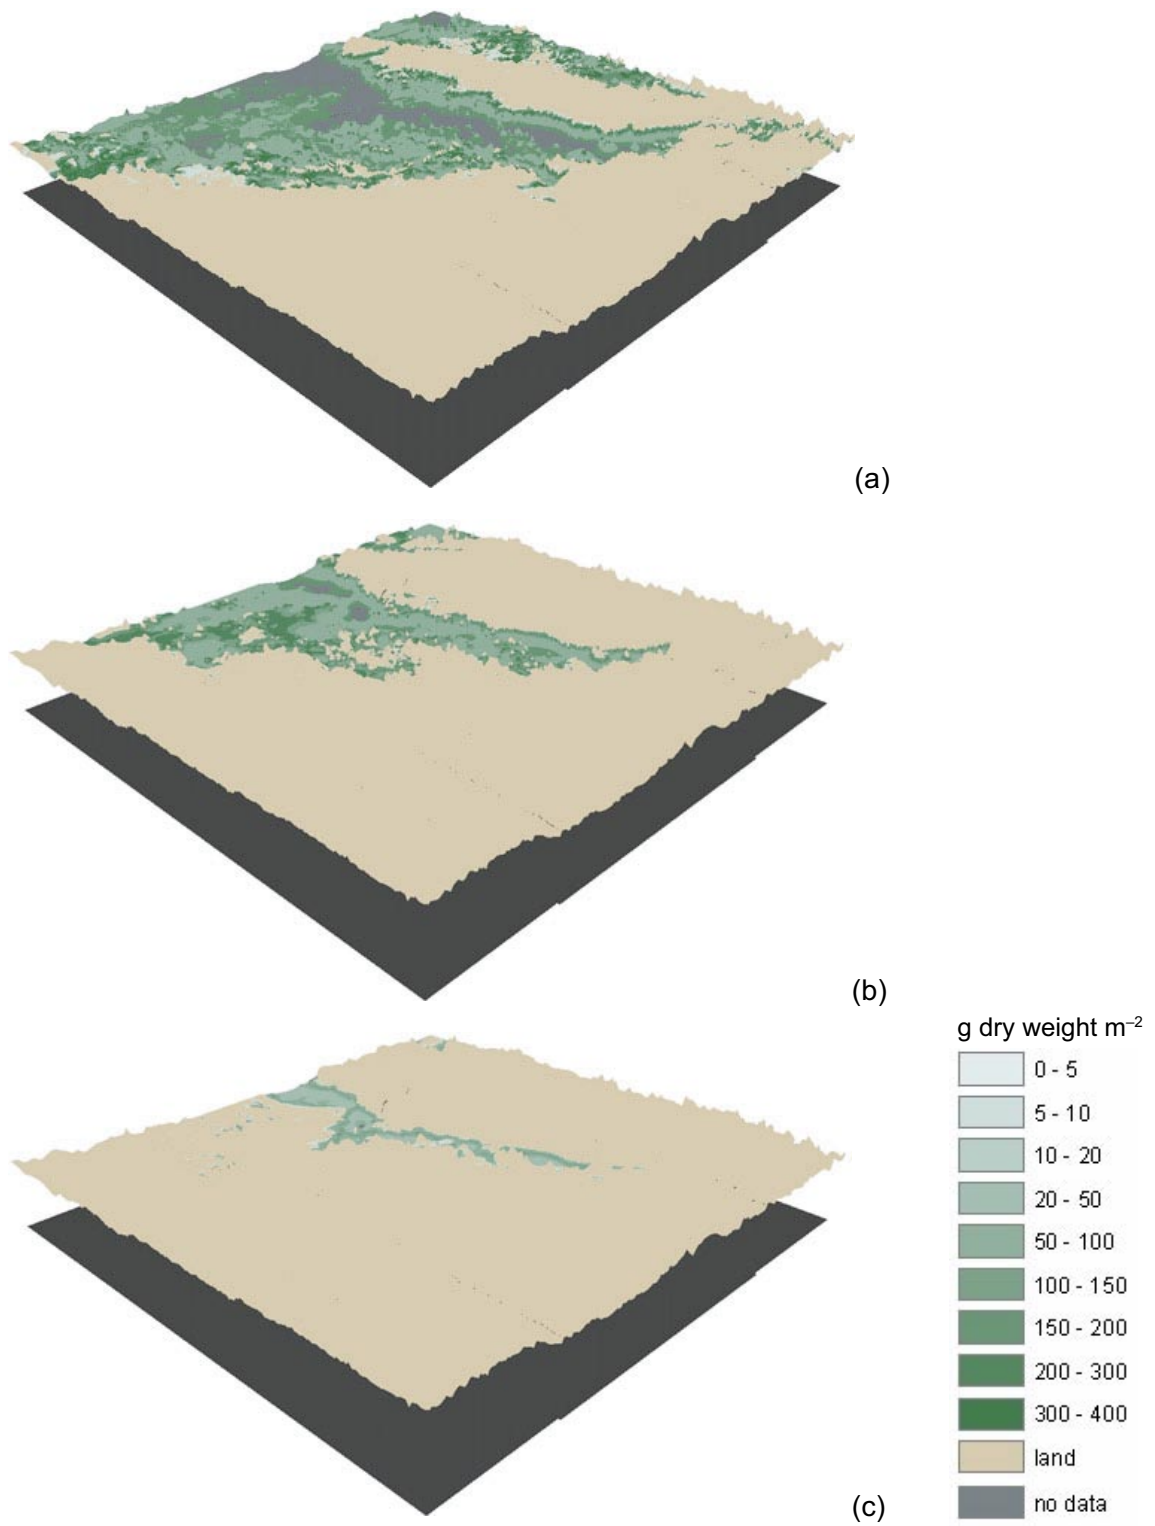 (a)
(b)
g dry weight m⁻²
0 - 5
5 - 10
10 - 20
20 - 50
50 - 100
100 - 150
150 - 200
200 - 300
300 - 400
land
no data
(c)